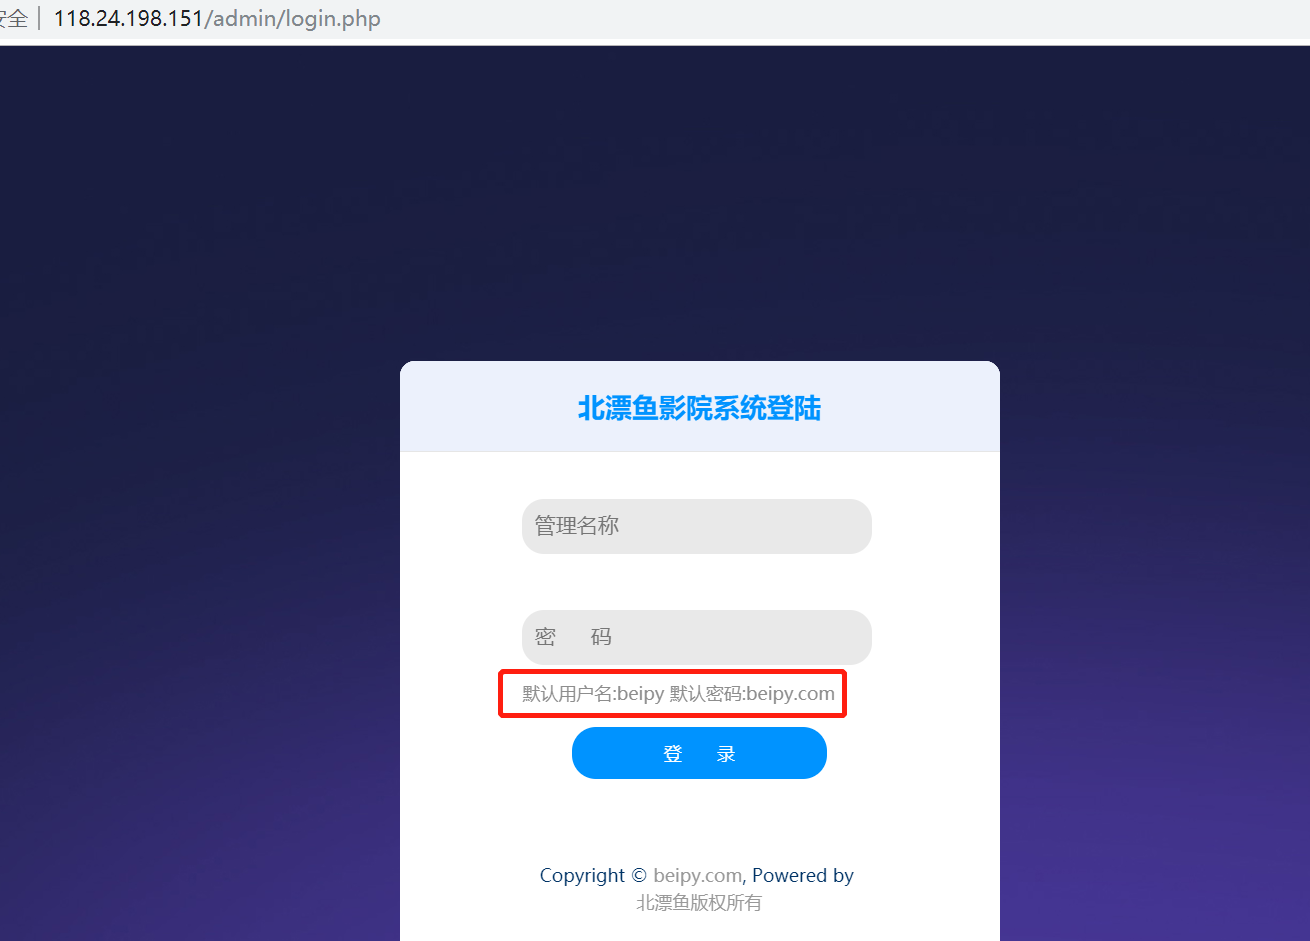 安全 | 118.24.198.151/admin/login.php
北漂鱼影院系统登陆
管理名称
密 码
默认用户名:beipy 默认密码:beipy.com
登 录
Copyright © beipy.com, Powered by
北漂鱼版权所有